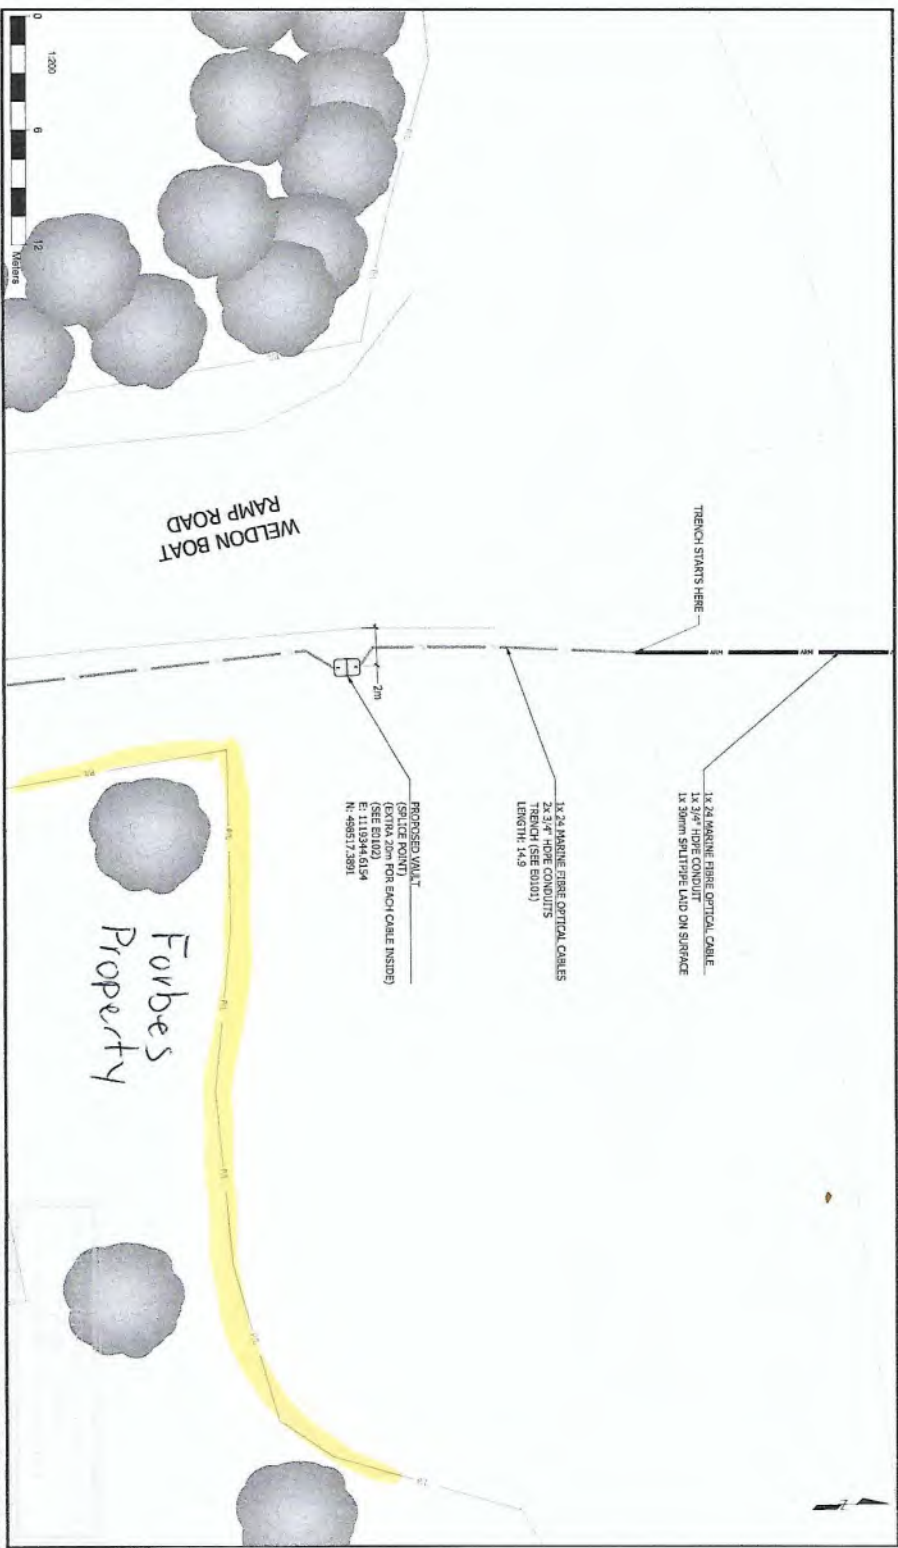 0
6
12
Meters
1:200
WELDON BOAT
RAMP ROAD
TRENCH STARTS HERE
ARM
ARM
1x 24 MARINE FIBRE OPTICAL CABLE
1x 3/4" HDPE CONDUIT
1x 30mm SPLITPIPE LAID ON SURFACE
1x 24 MARINE FIBRE OPTICAL CABLES
2x 3/4" HDPE CONDUITS
TRENCH (SEE E0101)
LENGTH: 14.9
2m
PROPOSED VAULT
(SPLICE POINT)
(EXTRA 20m FOR EACH CABLE INSIDE)
(SEE E0102)
E: 1119344.6154
N: 498517.3891
Forbes
Property